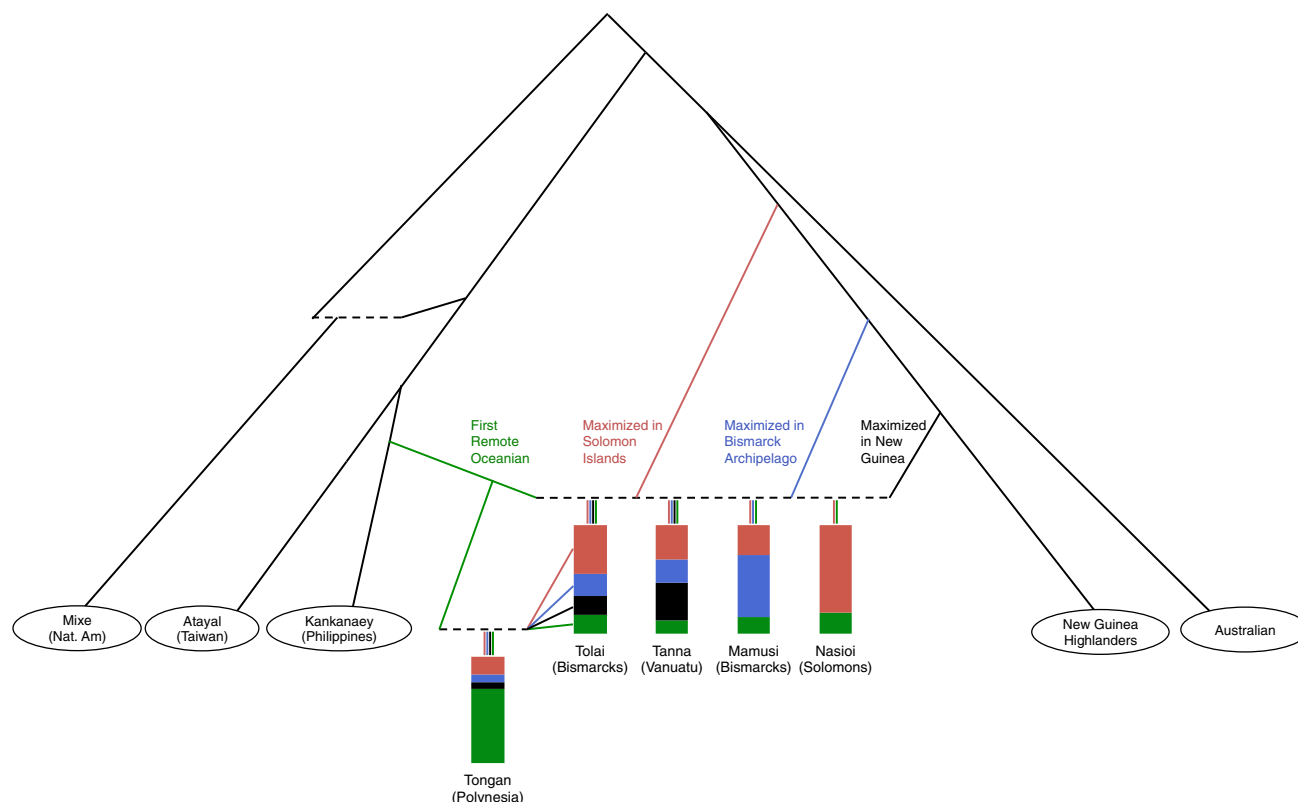 First
Remote
Oceanian
Maximized in
Solomon
Islands
Maximized in
Bismarck
Archipelago
Maximized
in New
Guinea
Mixe
(Nat. Am)
Atayal
(Taiwan)
Kankanaey
(Philippines)
Tolai
(Bismarcks)
Tanna
(Vanuatu)
Mamusi
(Bismarcks)
Nasioi
(Solomons)
New Guinea
Highlanders
Australian
Tongan
(Polynesia)